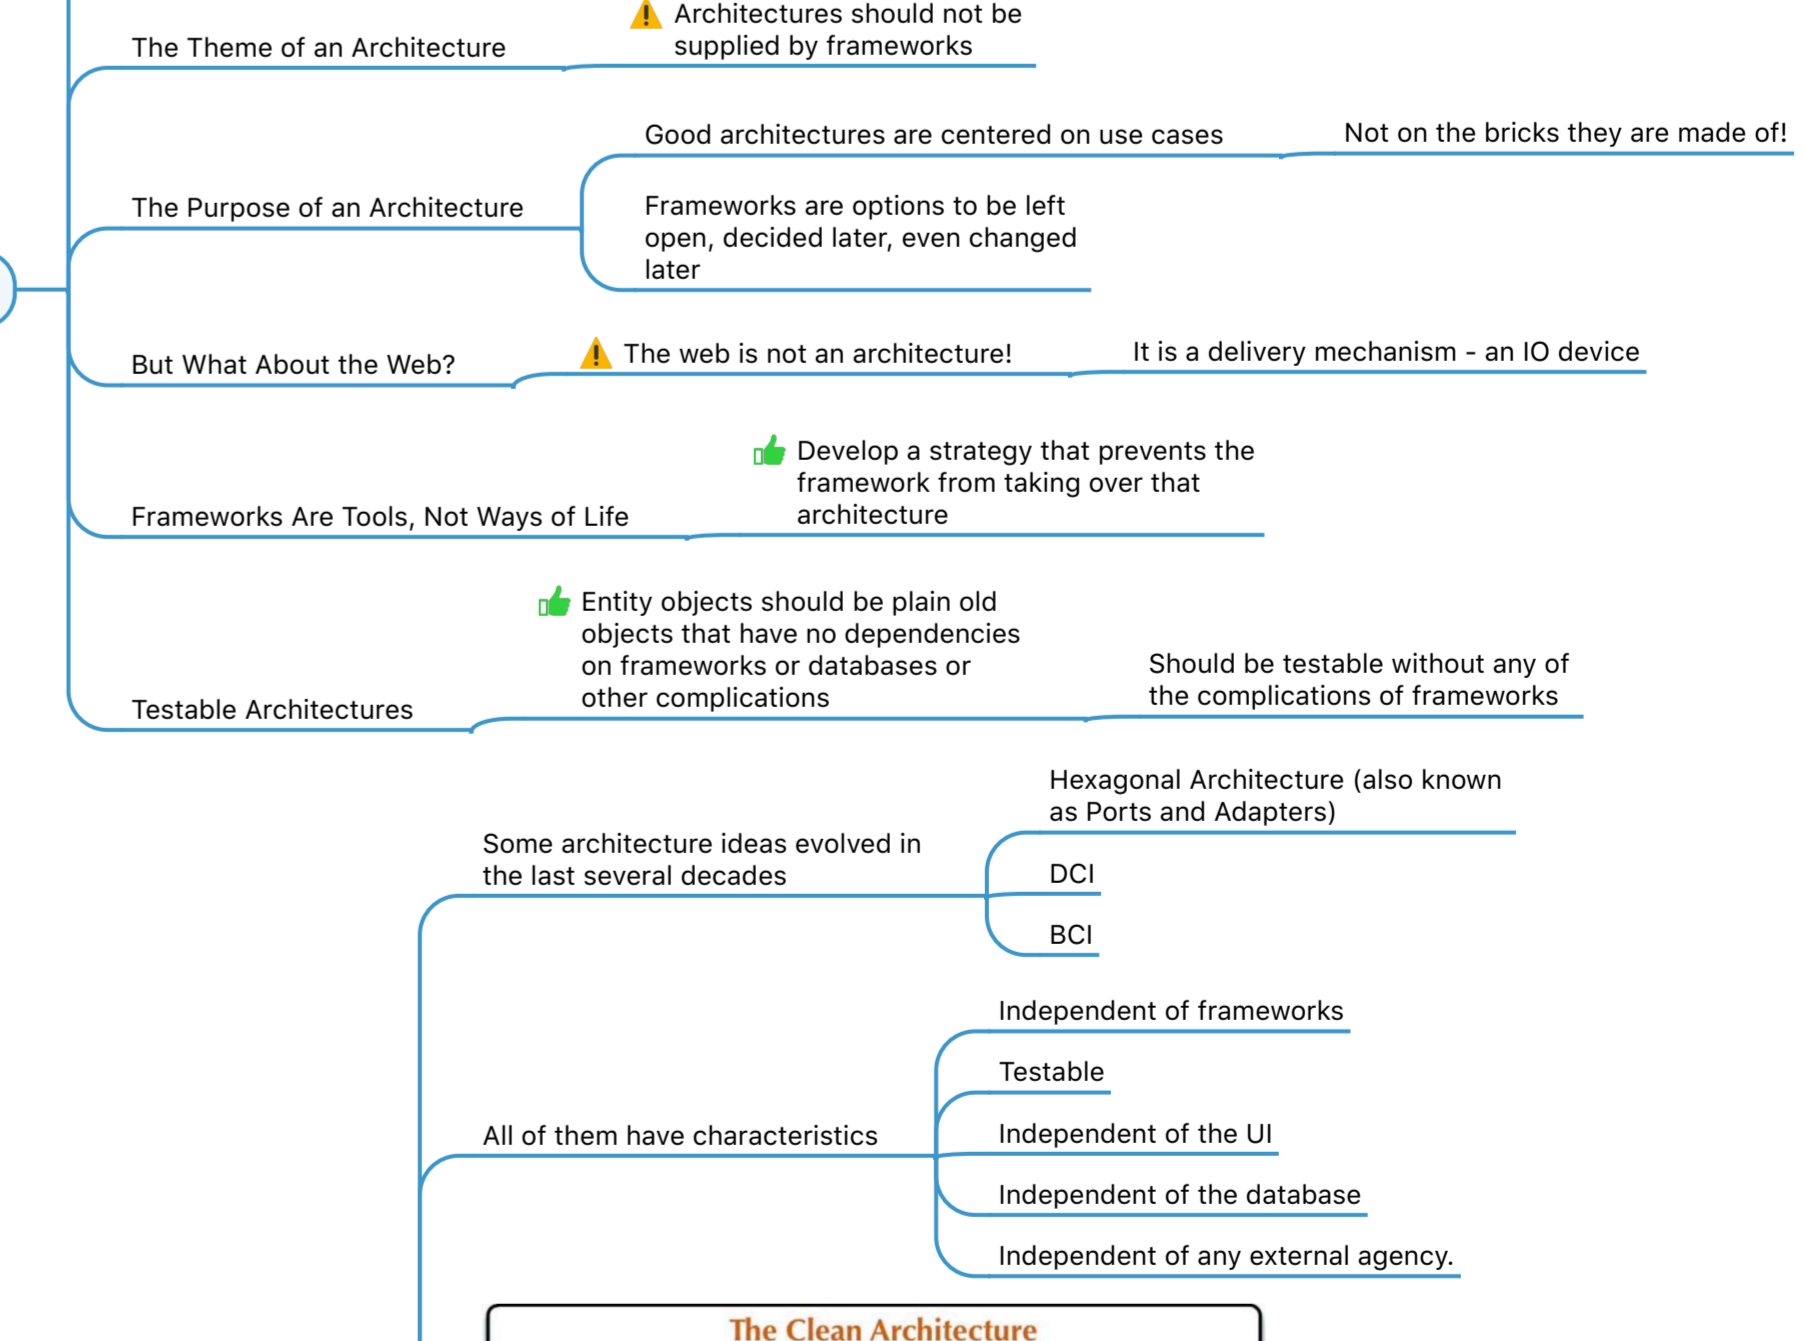 The Theme of an Architecture
Architectures should not be
supplied by frameworks
The Purpose of an Architecture
Good architectures are centered on use cases
Not on the bricks they are made of!
Frameworks are options to be left
open, decided later, even changed
later
But What About the Web?
The web is not an architecture!
It is a delivery mechanism - an IO device
Frameworks Are Tools, Not Ways of Life
Develop a strategy that prevents the
framework from taking over that
architecture
Testable Architectures
Entity objects should be plain old
objects that have no dependencies
on frameworks or databases or
other complications
Should be testable without any of
the complications of frameworks
Some architecture ideas evolved in
the last several decades
Hexagonal Architecture (also known
as Ports and Adapters)
DCI
BCI
All of them have characteristics
Independent of frameworks
Testable
Independent of the UI
Independent of the database
Independent of any external agency.
The Clean Architecture